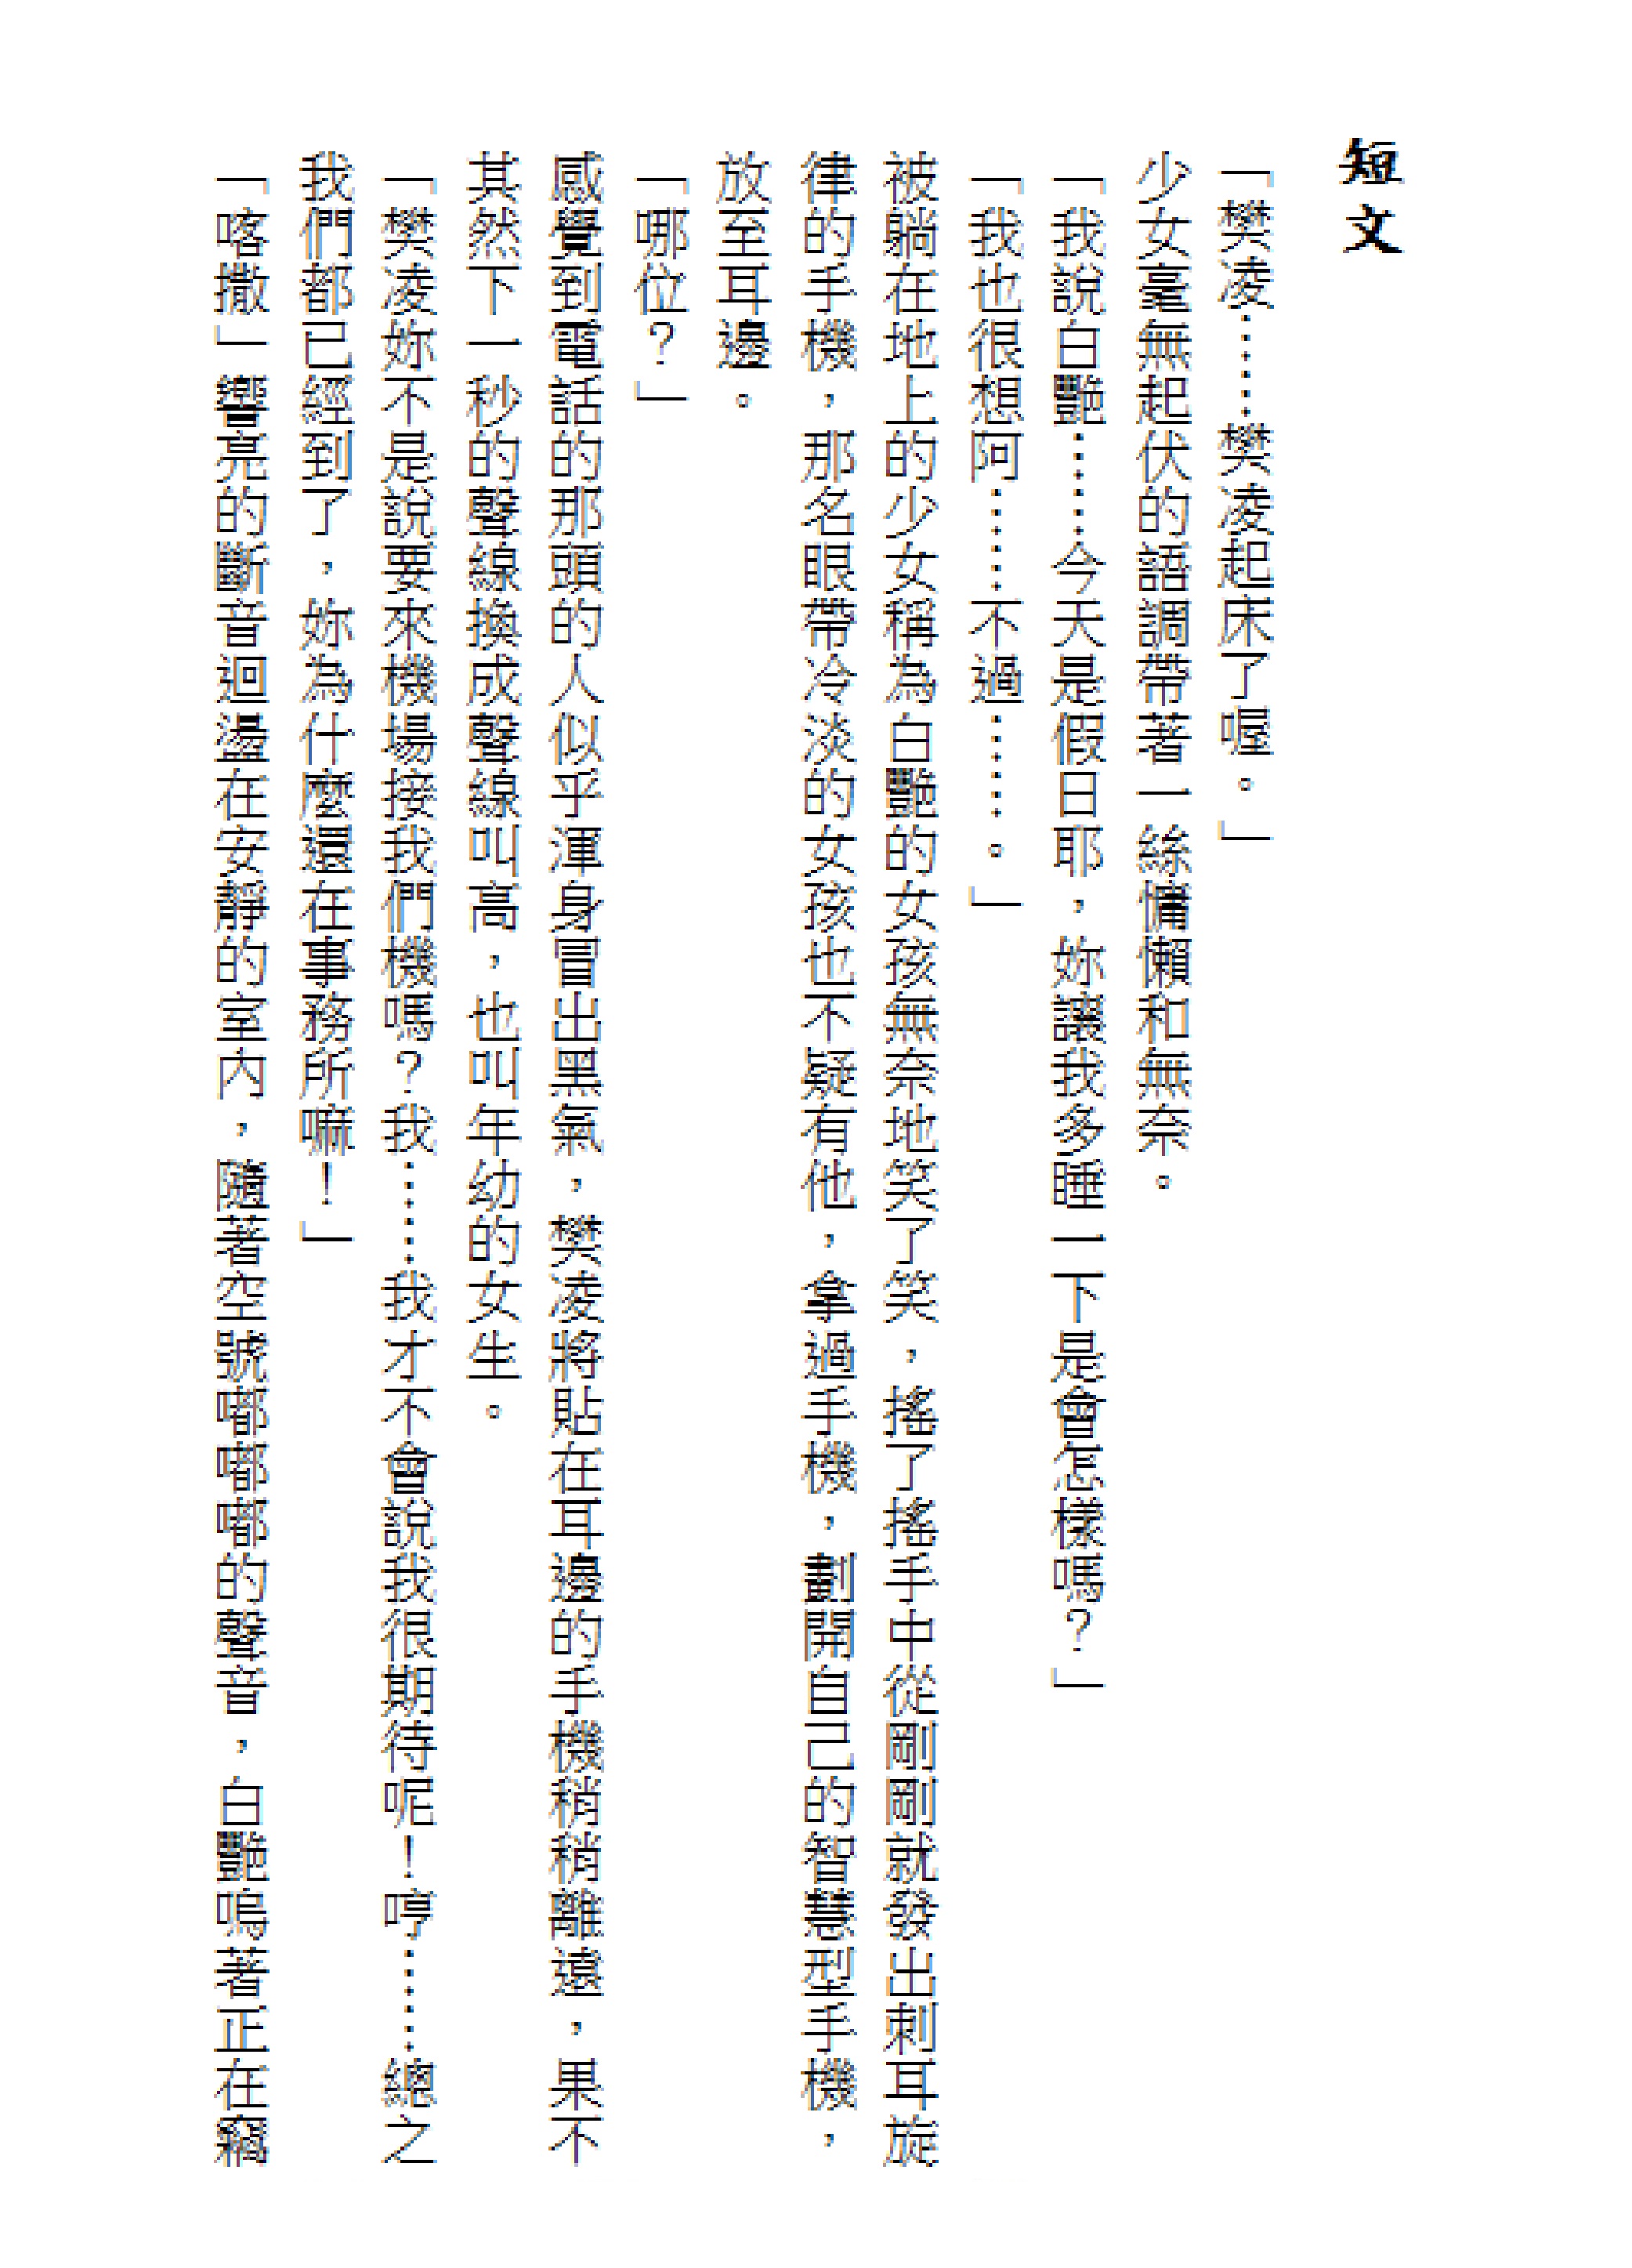 短文
「樊凌……樊凌起床了喔。」
少女毫無起伏的語調帶著一絲慵懶和無奈。
「我說白艷……今天是假日耶，妳讓我多睡一下是會怎樣嗎？」
「我也很想阿……不過……。」
被躺在地上的少女稱為白艷的女孩無奈地笑了笑，搖了搖手中從剛剛就發出刺耳旋
律的手機，那名眼帶冷淡的女孩也不疑有他，拿過手機，劃開自己的智慧型手機，
放至耳邊。
「哪位？」
感覺到電話的那頭的人似乎渾身冒出黑氣，樊凌將貼在耳邊的手機稍稍離遠，果不
其然下一秒的聲線換成聲線叫高，也叫年幼的女生。
「樊凌妳不是說要來機場接我們機嗎？我……我才不會說我很期待呢！哼……總之
我們都已經到了，妳為什麼還在事務所嘛！」
「喀撒」響亮的斷音迴盪在安靜的室內，隨著空號嘟嘟嘟的聲音，白艷嗚著正在竊